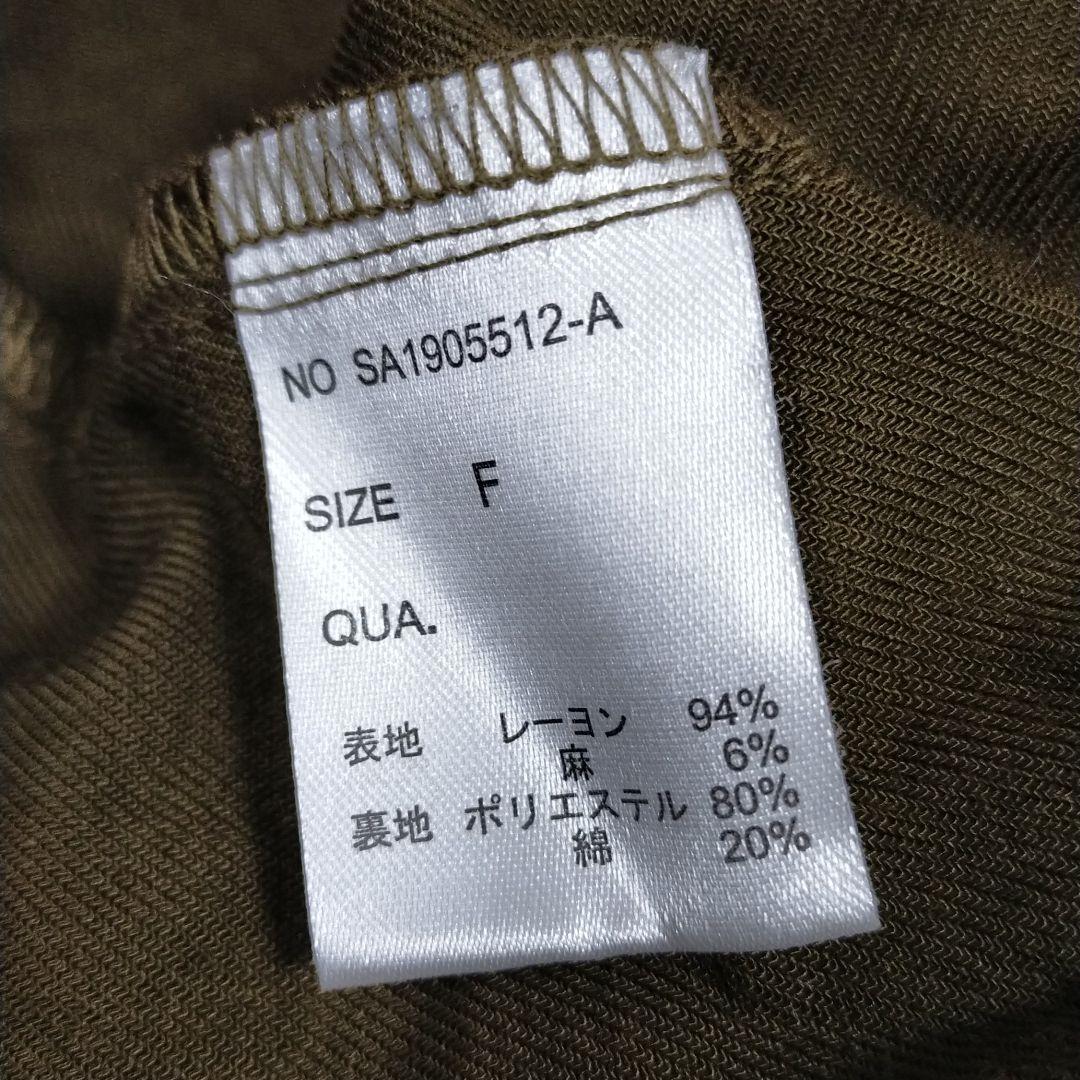 NO SA1905512-A
SIZE F
QUA.
表地 レーヨン 94%
麻 6%
裏地 ポリエステル 80%
綿 20%